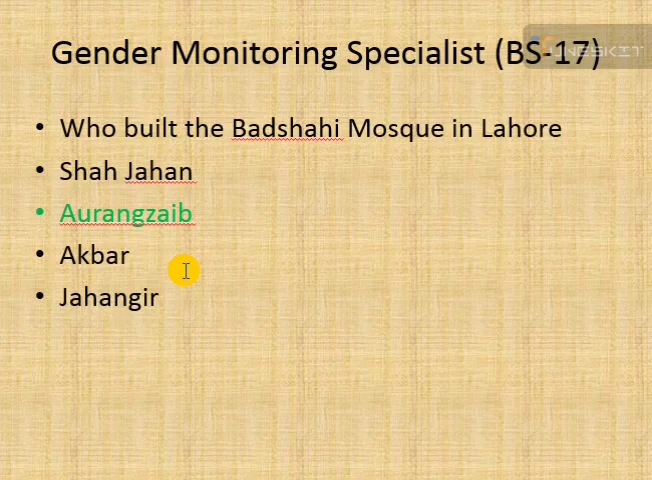 Gender Monitoring Specialist (BS-17)
• Who built the Badshahi Mosque in Lahore
• Shah Jahan
• Aurangzaib
• Akbar
• Jahangir